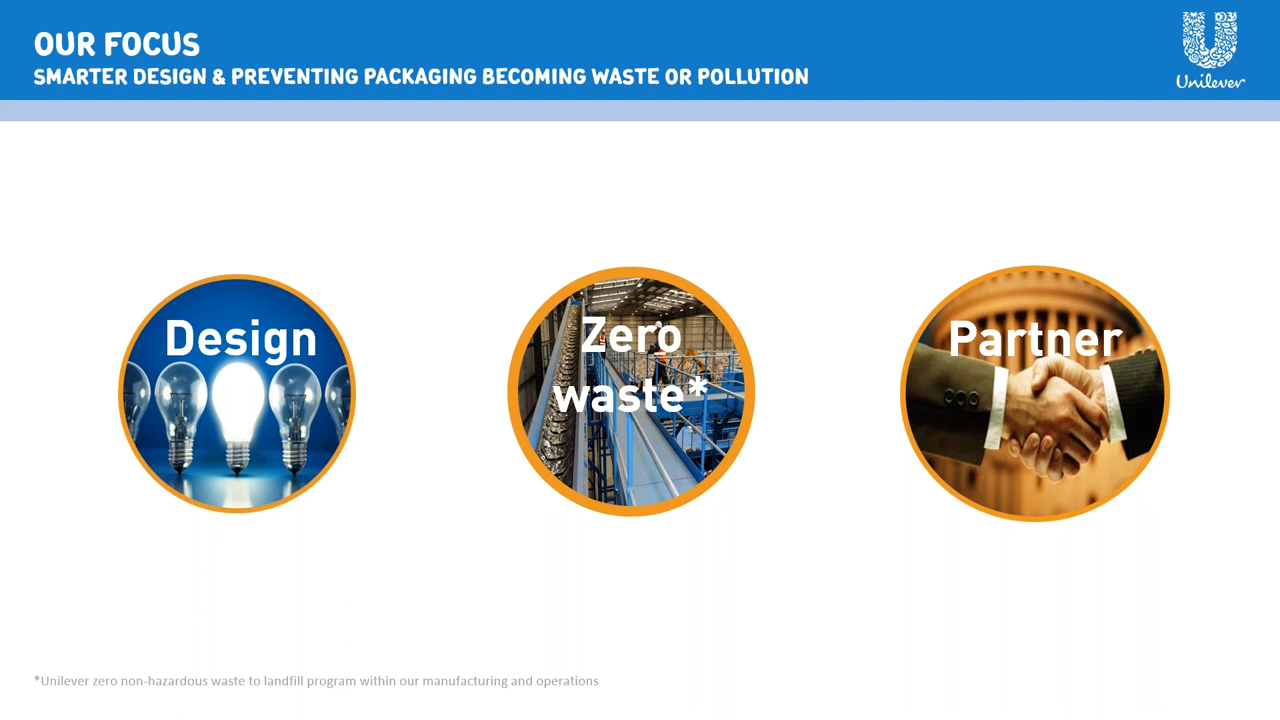 OUR FOCUS
SMARTER DESIGN & PREVENTING PACKAGING BECOMING WASTE OR POLLUTION
Unilever
Design
Zero
waste*
Partner
*Unilever zero non-hazardous waste to landfill program within our manufacturing and operations